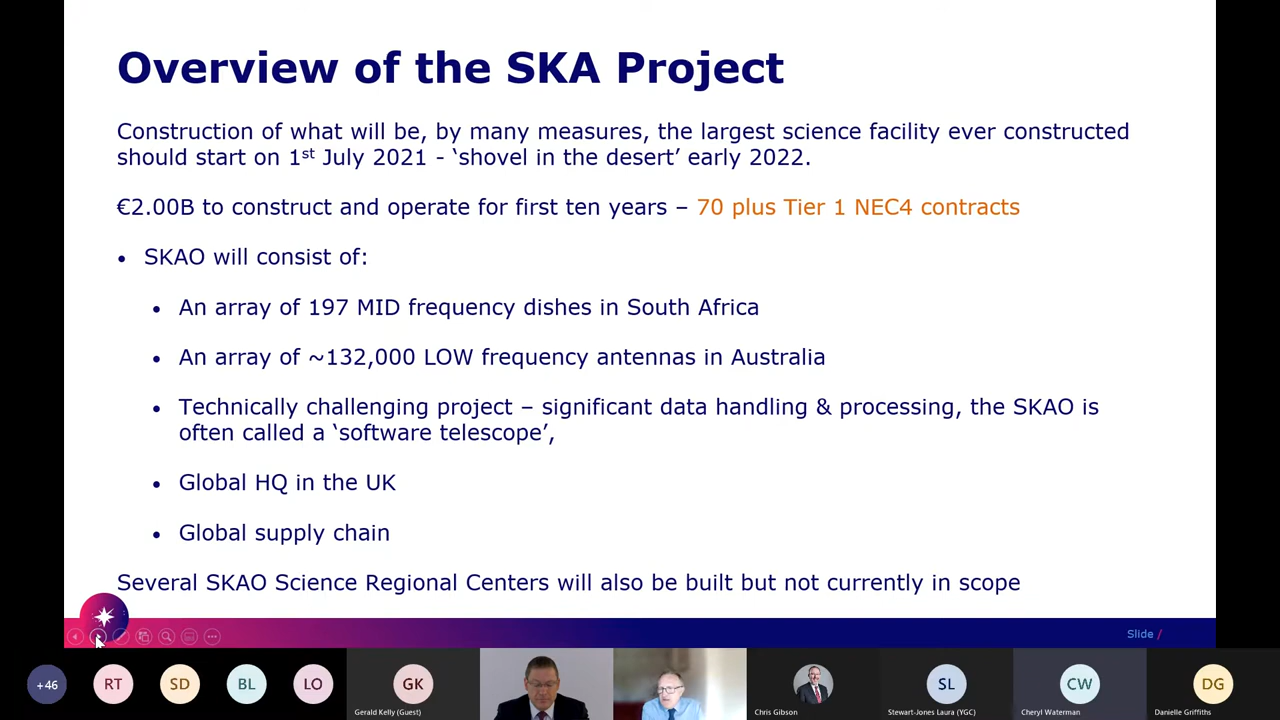 Overview of the SKA Project
Construction of what will be, by many measures, the largest science facility ever constructed
should start on 1st July 2021 - ‘shovel in the desert’ early 2022.
€2.00B to construct and operate for first ten years – 70 plus Tier 1 NEC4 contracts
• SKAO will consist of:
• An array of 197 MID frequency dishes in South Africa
• An array of ~132,000 LOW frequency antennas in Australia
• Technically challenging project – significant data handling & processing, the SKAO is
often called a ‘software telescope’,
• Global HQ in the UK
• Global supply chain
Several SKAO Science Regional Centers will also be built but not currently in scope
Slide /
+46 RT SD BL LO GK SL CW DG
Gerald Kelly (Guest) Chris Gibson Stewart-Jones Laura (YGC) Cheryl Waterman Danielle Griffiths